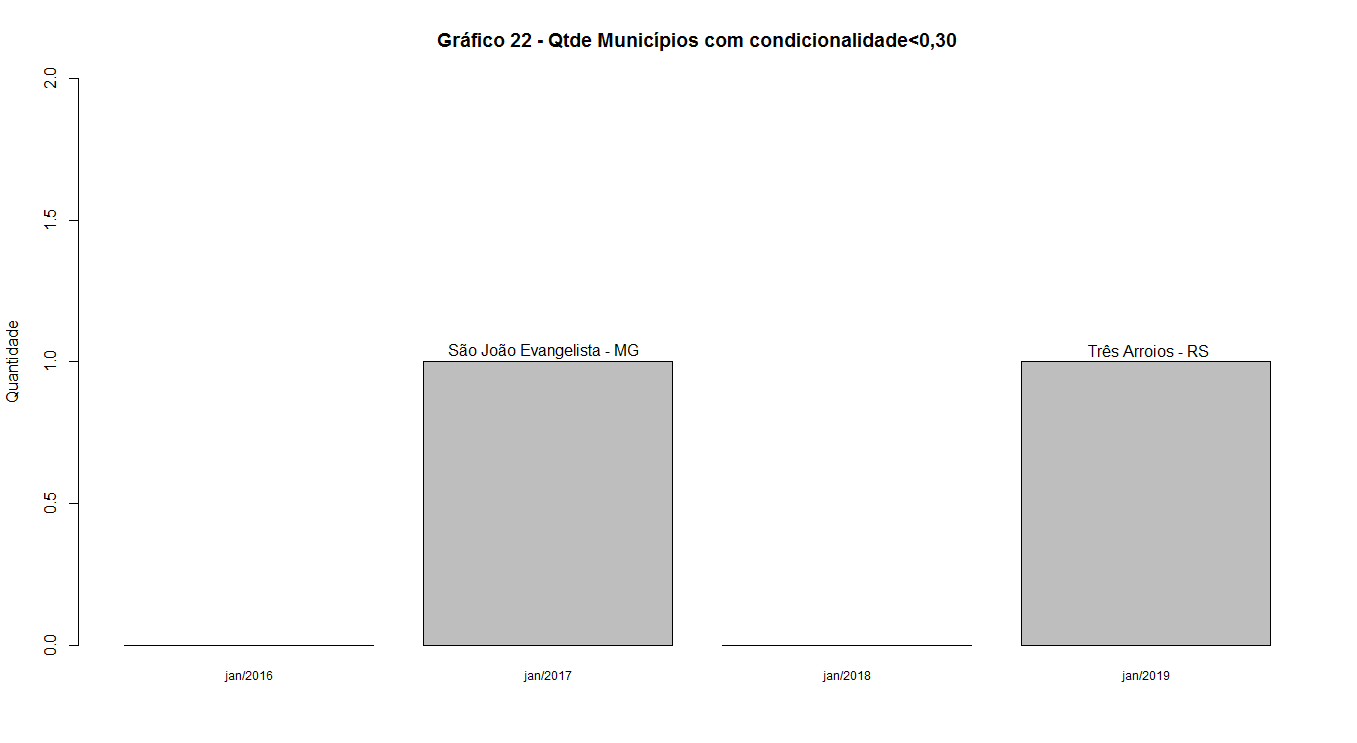 Gráfico 22 - Qtde Municípios com condicionalidade<0,30
Quantidade
2.0
1.5
1.0
0.5
0.0
São João Evangelista - MG
Três Arroios - RS
jan/2016
jan/2017
jan/2018
jan/2019